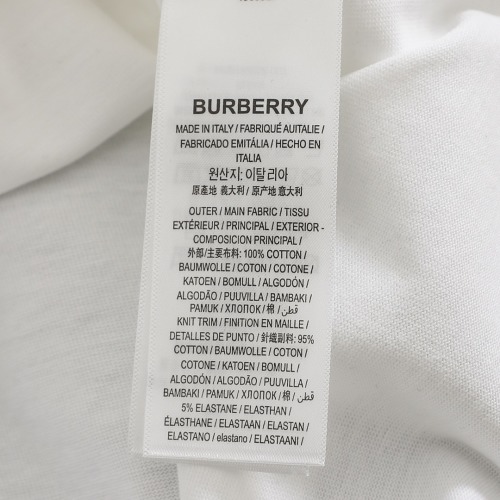 BURBERRY
MADE IN ITALY / FABRIQUÉ AUITALIE /
FABRICADO EMITÁLIA / HECHO EN
ITALIA
원산지: 이탈리아
原產地 義大利 / 原产地 意大利
OUTER / MAIN FABRIC / TISSU
EXTÉRIEUR / PRINCIPAL / EXTERIOR -
COMPOSICION PRINCIPAL /
外部/主要布料: 100% COTTON /
BAUMWOLLE / COTON / COTONE /
KATOEN / BOMULL / ALGODÓN /
ALGODÃO / PUUVILLA / BAMBAKI /
PAMUK / ХЛОПОК / 棉 / قطن /
KNIT TRIM / FINITION EN MAILLE /
DETALLES DE PUNTO / 針織副料: 95%
COTTON / BAUMWOLLE / COTON /
COTONE / KATOEN / BOMULL /
ALGODÓN / ALGODÃO / PUUVILLA /
BAMBAKI / PAMUK / ХЛОПОК / 棉 / قطن /
5% ELASTANE / ELASTHAN /
ÉLASTHANE / ELASTAAN / ELASTAN /
ELASTANO / elastano / ELASTAANI /